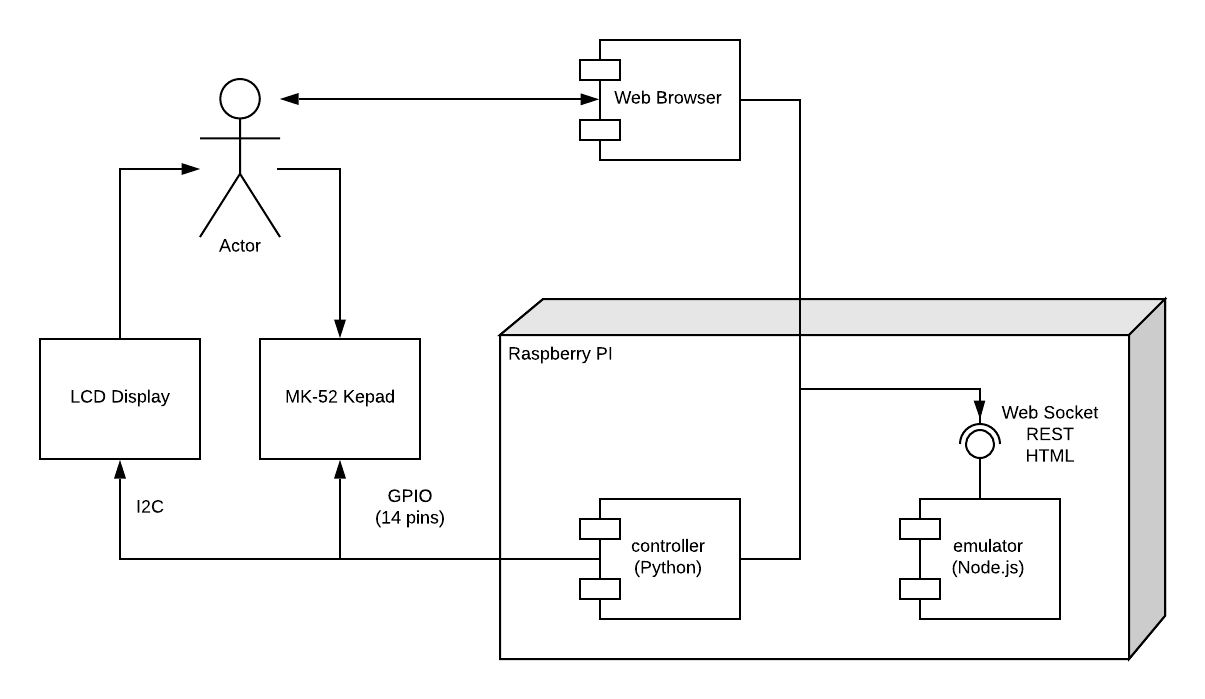 Web Browser
Actor
LCD Display
MK-52 Kepad
Raspberry PI
Web Socket
REST
HTML
I2C
GPIO
(14 pins)
controller
(Python)
emulator
(Node.js)